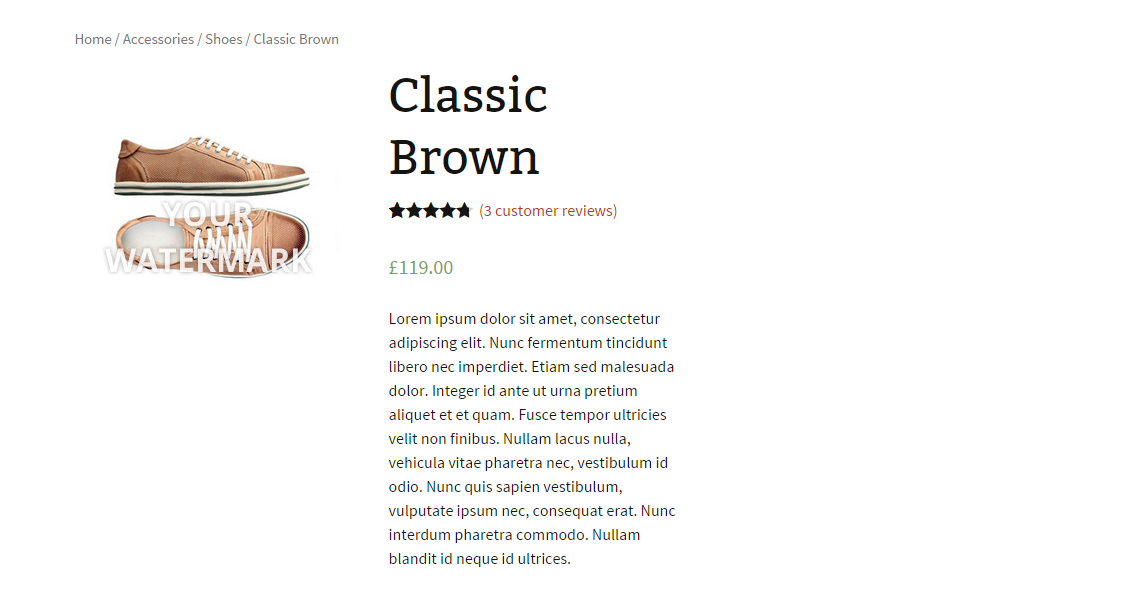 Home / Accessories / Shoes / Classic Brown
YOUR
WATERMARK
Classic
Brown
(3 customer reviews)
£119.00
Lorem ipsum dolor sit amet, consectetur
adipiscing elit. Nunc fermentum tincidunt
libero nec imperdiet. Etiam sed malesuada
dolor. Integer id ante ut urna pretium
aliquet et et quam. Fusce tempor ultricies
velit non finibus. Nullam lacus nulla,
vehicula vitae pharetra nec, vestibulum id
odio. Nunc quis sapien vestibulum,
vulputate ipsum nec, consequat erat. Nunc
interdum pharetra commodo. Nullam
blandit id neque id ultrices.